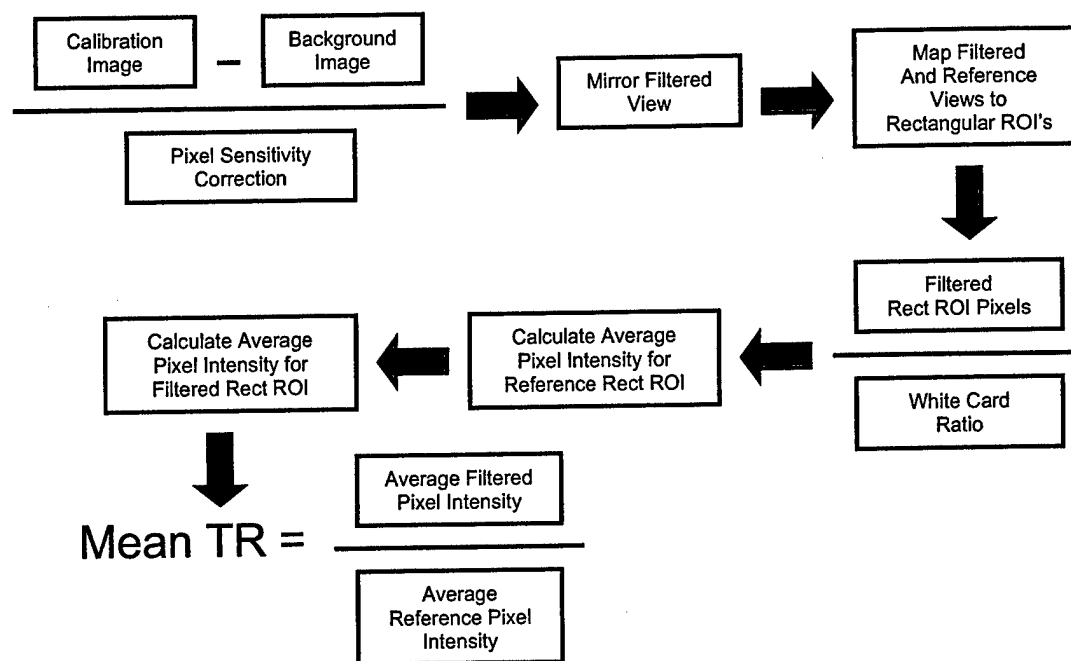 Calibration
Image
–
Background
Image
Pixel Sensitivity
Correction
Mirror Filtered
View
Map Filtered
And Reference
Views to
Rectangular ROI's
Filtered
Rect ROI Pixels
White Card
Ratio
Calculate Average
Pixel Intensity for
Reference Rect ROI
Calculate Average
Pixel Intensity for
Filtered Rect ROI
Mean TR =
Average Filtered
Pixel Intensity
Average
Reference Pixel
Intensity